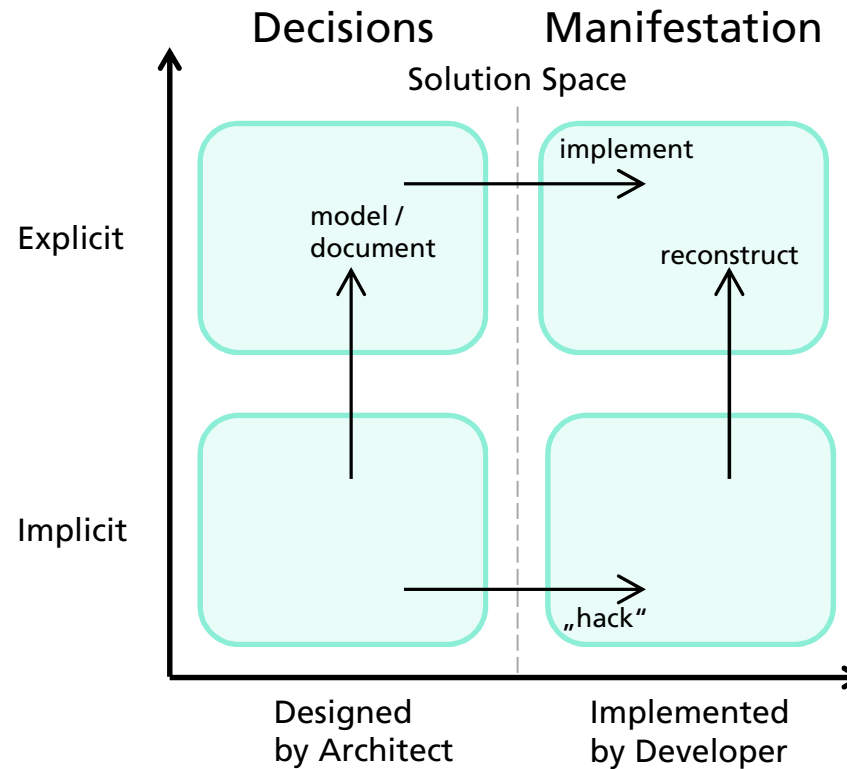 Decisions
Manifestation
Solution Space
implement
model /
document
Explicit
reconstruct
Implicit
„hack“
Designed
by Architect
Implemented
by Developer